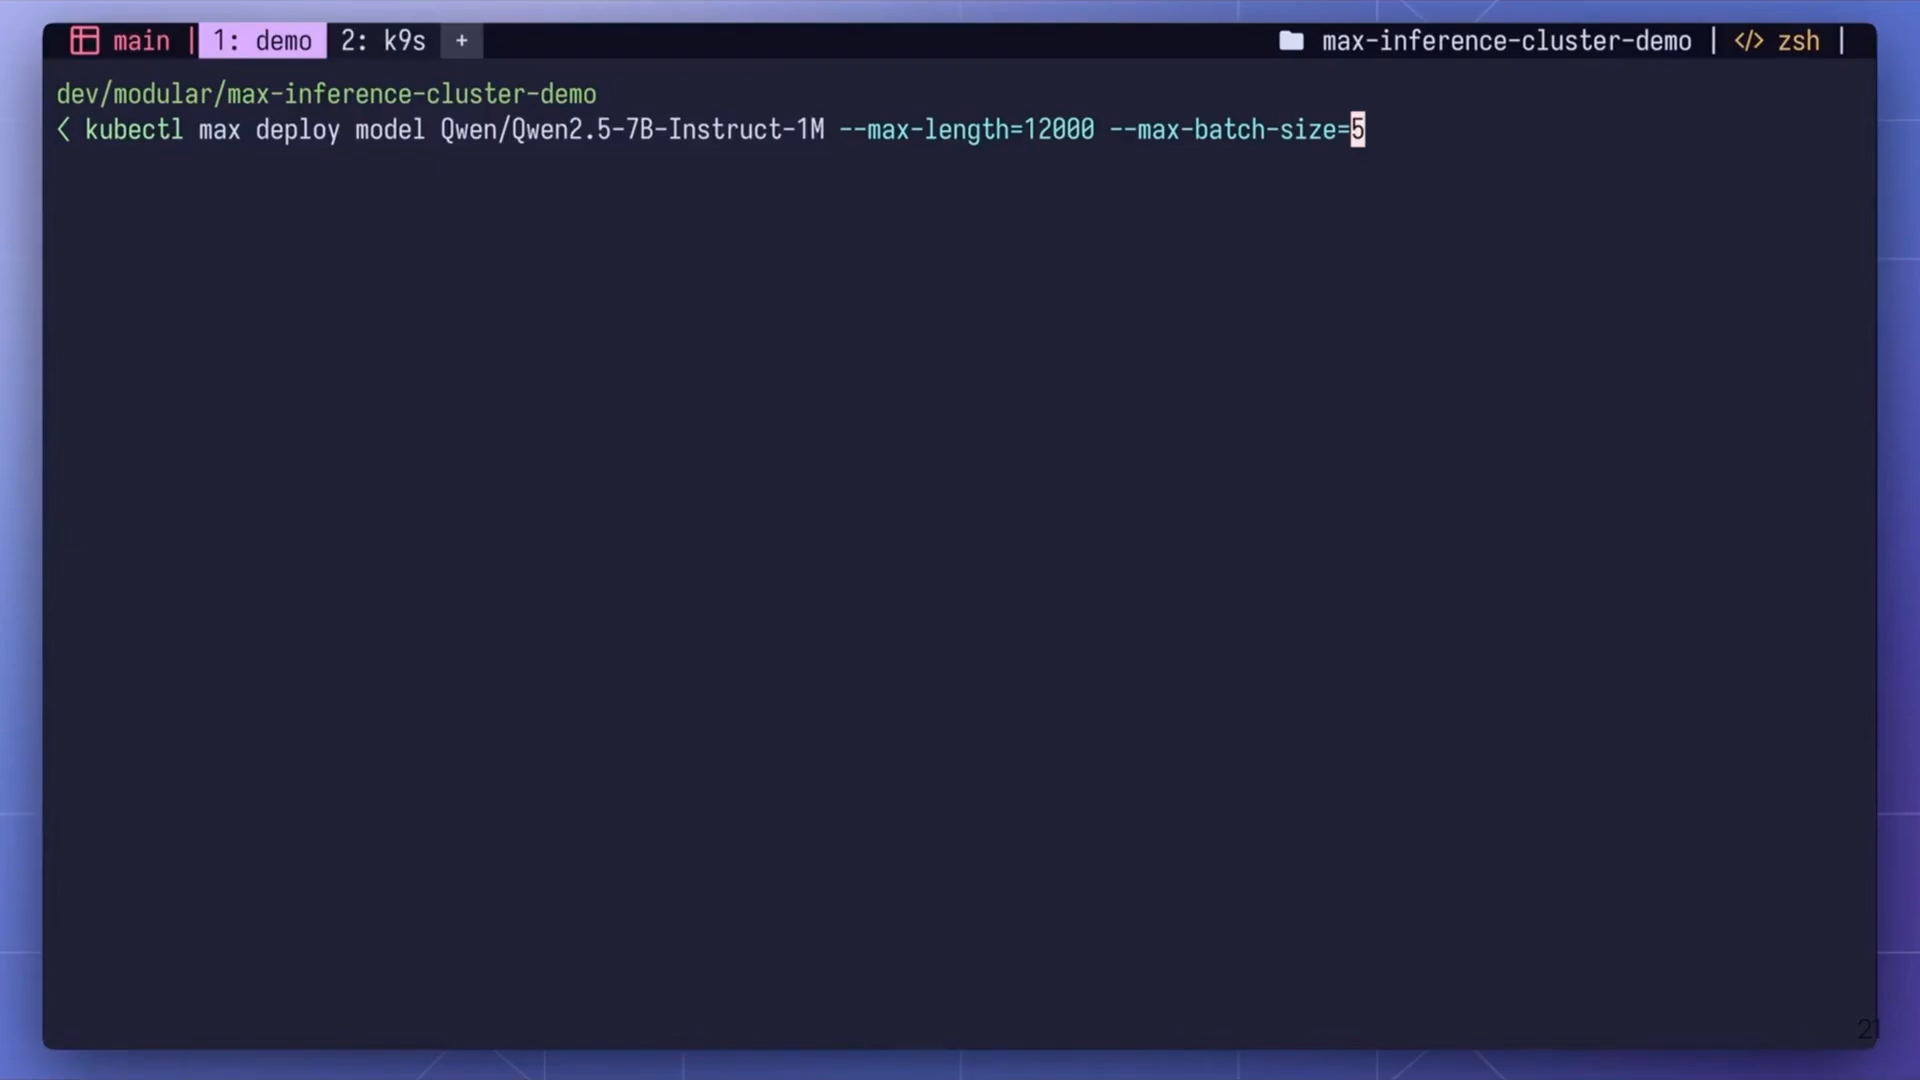 main | 1: demo 2: k9s + max-inference-cluster-demo | </> zsh |
dev/modular/max-inference-cluster-demo
< kubectl max deploy model Qwen/Qwen2.5-7B-Instruct-1M --max-length=12000 --max-batch-size=5
21